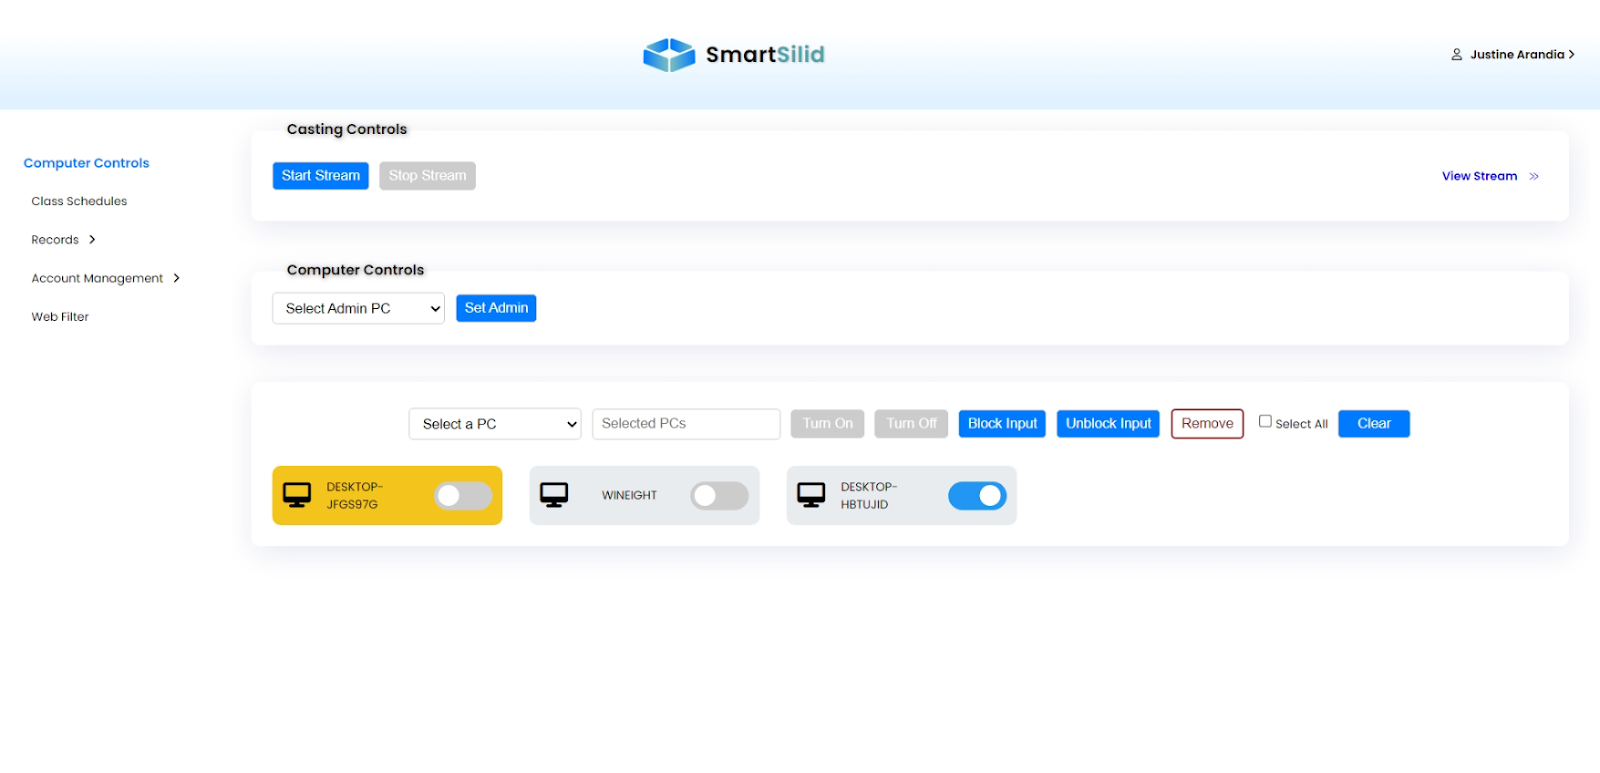 SmartSilid
Justine Arandia
Computer Controls
Class Schedules
Records
Account Management
Web Filter
Casting Controls
Start Stream
Stop Stream
View Stream
Computer Controls
Select Admin PC
Set Admin
Select a PC
Selected PCs
Turn On
Turn Off
Block Input
Unblock Input
Remove
Select All
Clear
DESKTOP-
JFGS97G
WINEIGHT
DESKTOP-
HBTUJID